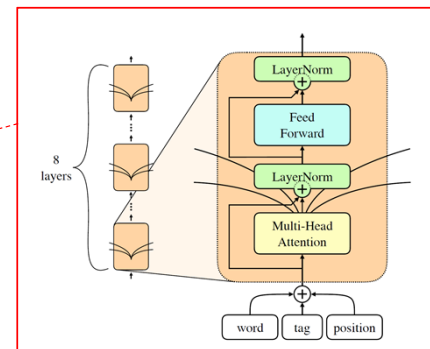 8
layers
LayerNorm
Feed
Forward
LayerNorm
Multi-Head
Attention
word
tag
position